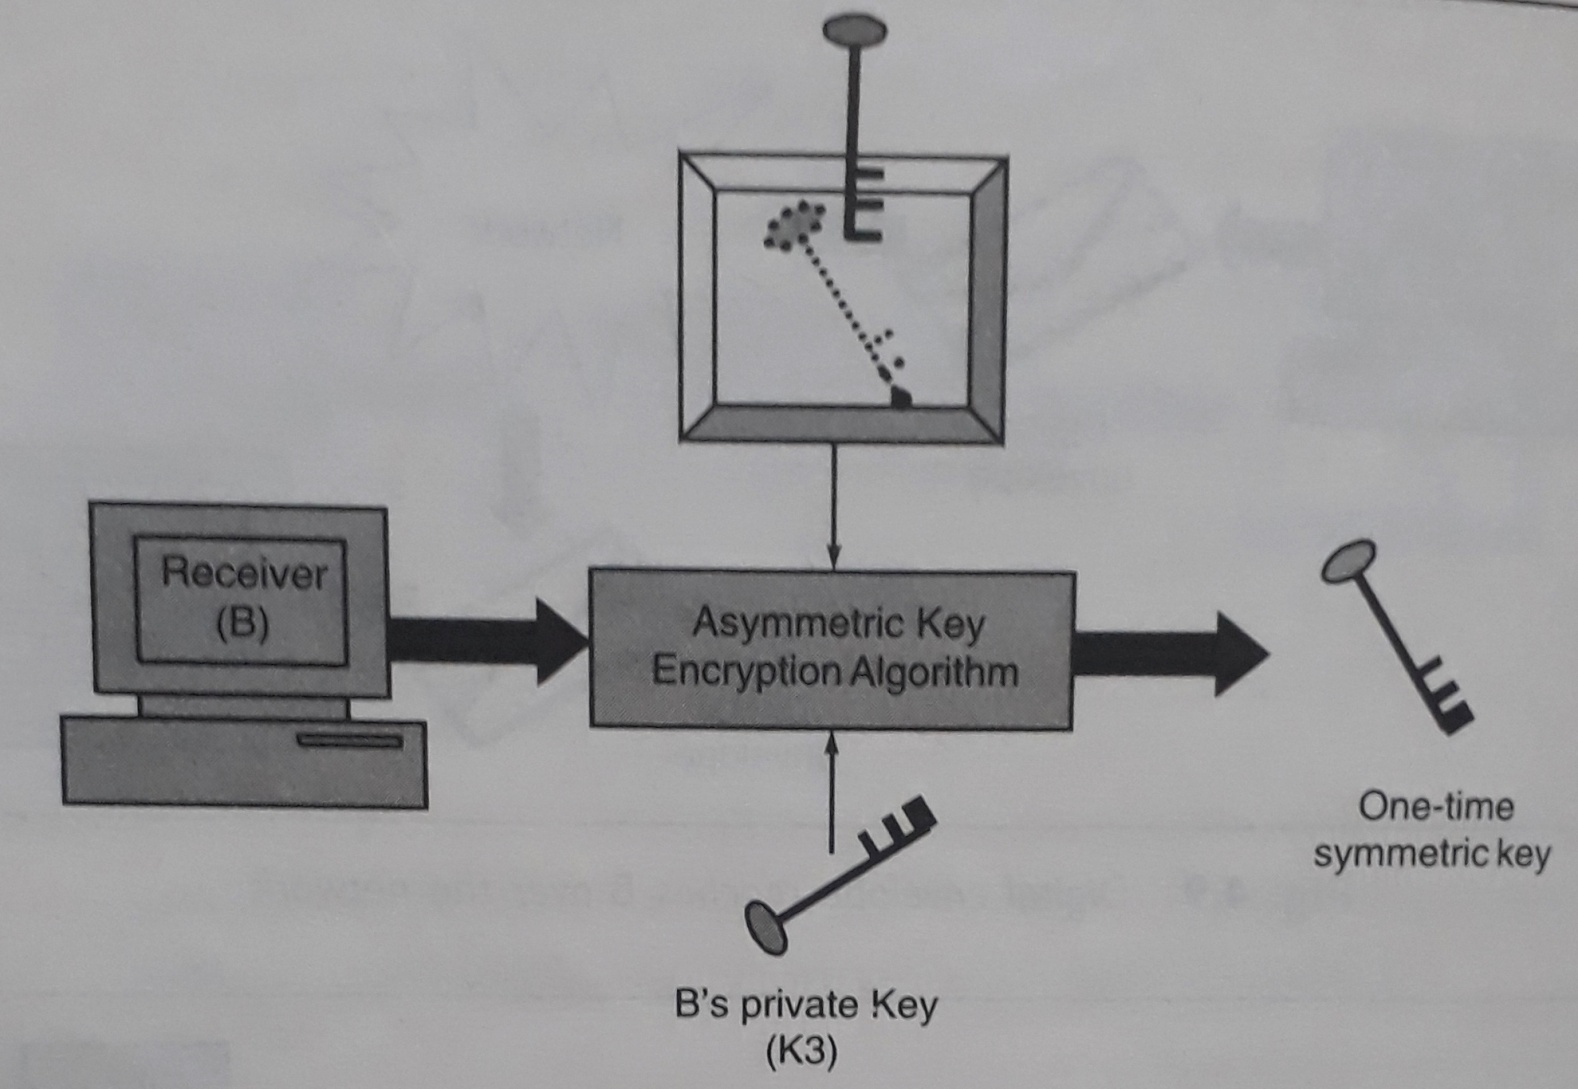 Receiver
(B)
Asymmetric Key
Encryption Algorithm
One-time
symmetric key
B's private Key
(K3)